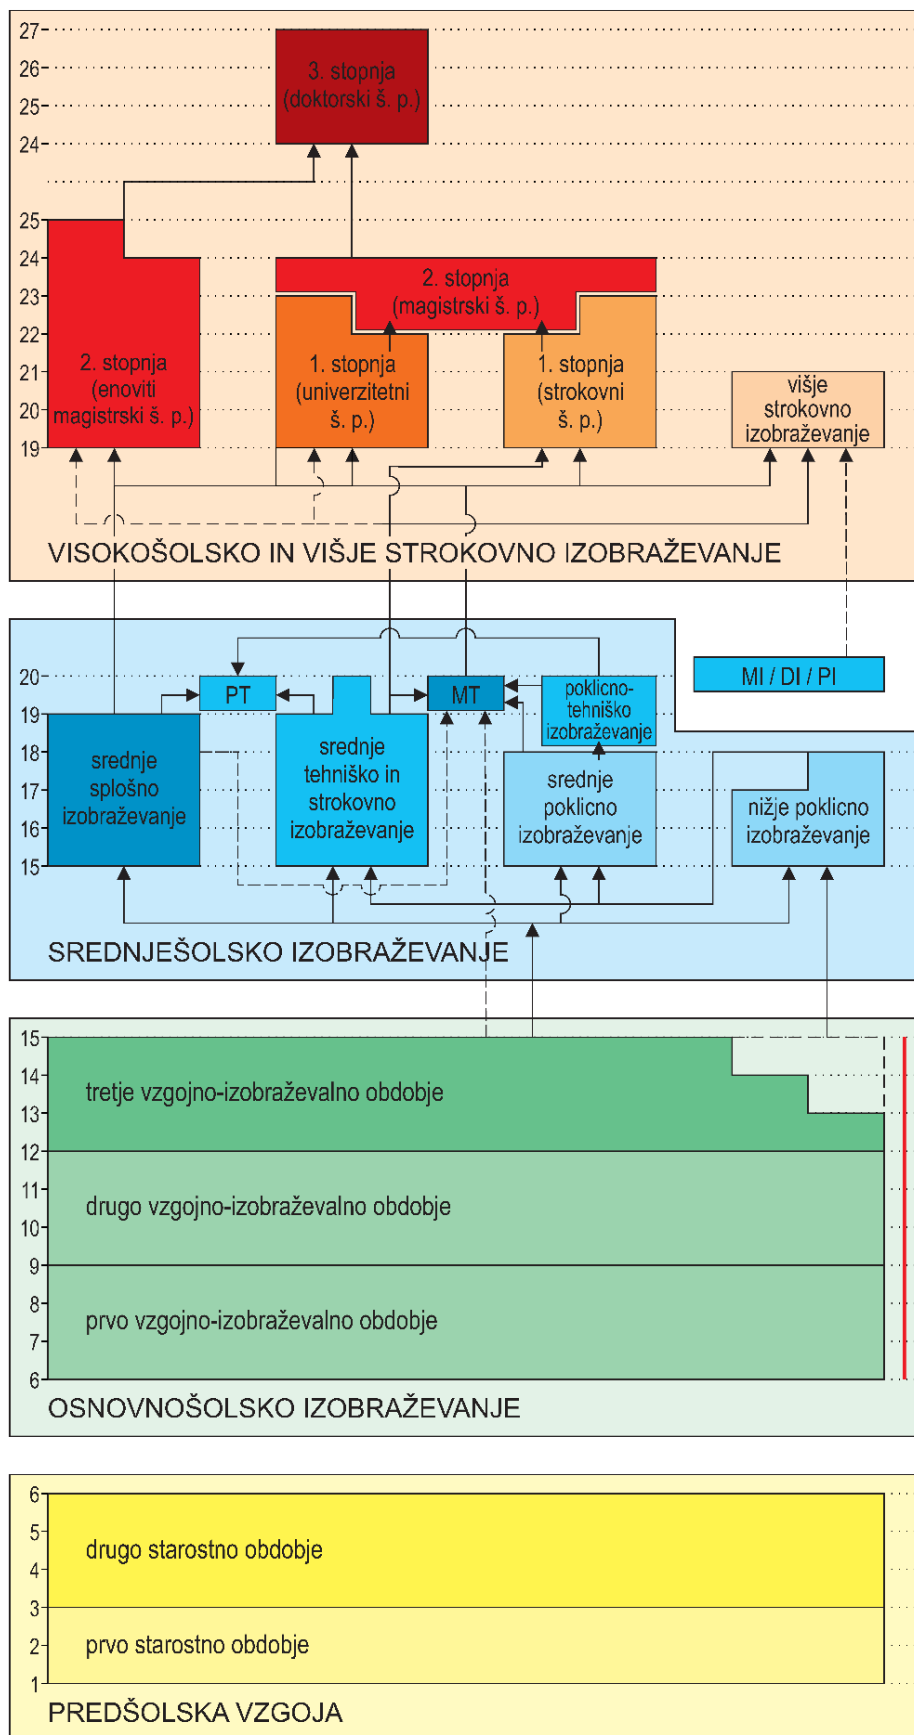 27
26
25
24
3. stopnja
(doktorski š. p.)
25
24
23
22
21
20
19
2. stopnja
(enoviti
magistrski š. p.)
2. stopnja
(magistrski š. p.)
1. stopnja
(univerzitetni
š. p.)
1. stopnja
(strokovni
š. p.)
višje
strokovno
izobraževanje
VISOKOŠOLSKO IN VIŠJE STROKOVNO IZOBRAŽEVANJE
20
19
18
17
16
15
PT
MT
poklicno-
tehniško
izobraževanje
MI / DI / PI
srednje
splošno
izobraževanje
srednje
tehniško in
strokovno
izobraževanje
srednje
poklicno
izobraževanje
nižje poklicno
izobraževanje
SREDNJEŠOLSKO IZOBRAŽEVANJE
15
14
13
12
11
10
9
8
7
6
tretje vzgojno-izobraževalno obdobje
drugo vzgojno-izobraževalno obdobje
prvo vzgojno-izobraževalno obdobje
OSNOVNOŠOLSKO IZOBRAŽEVANJE
6
5
4
3
2
1
drugo starostno obdobje
prvo starostno obdobje
PREDŠOLSKA VZGOJA